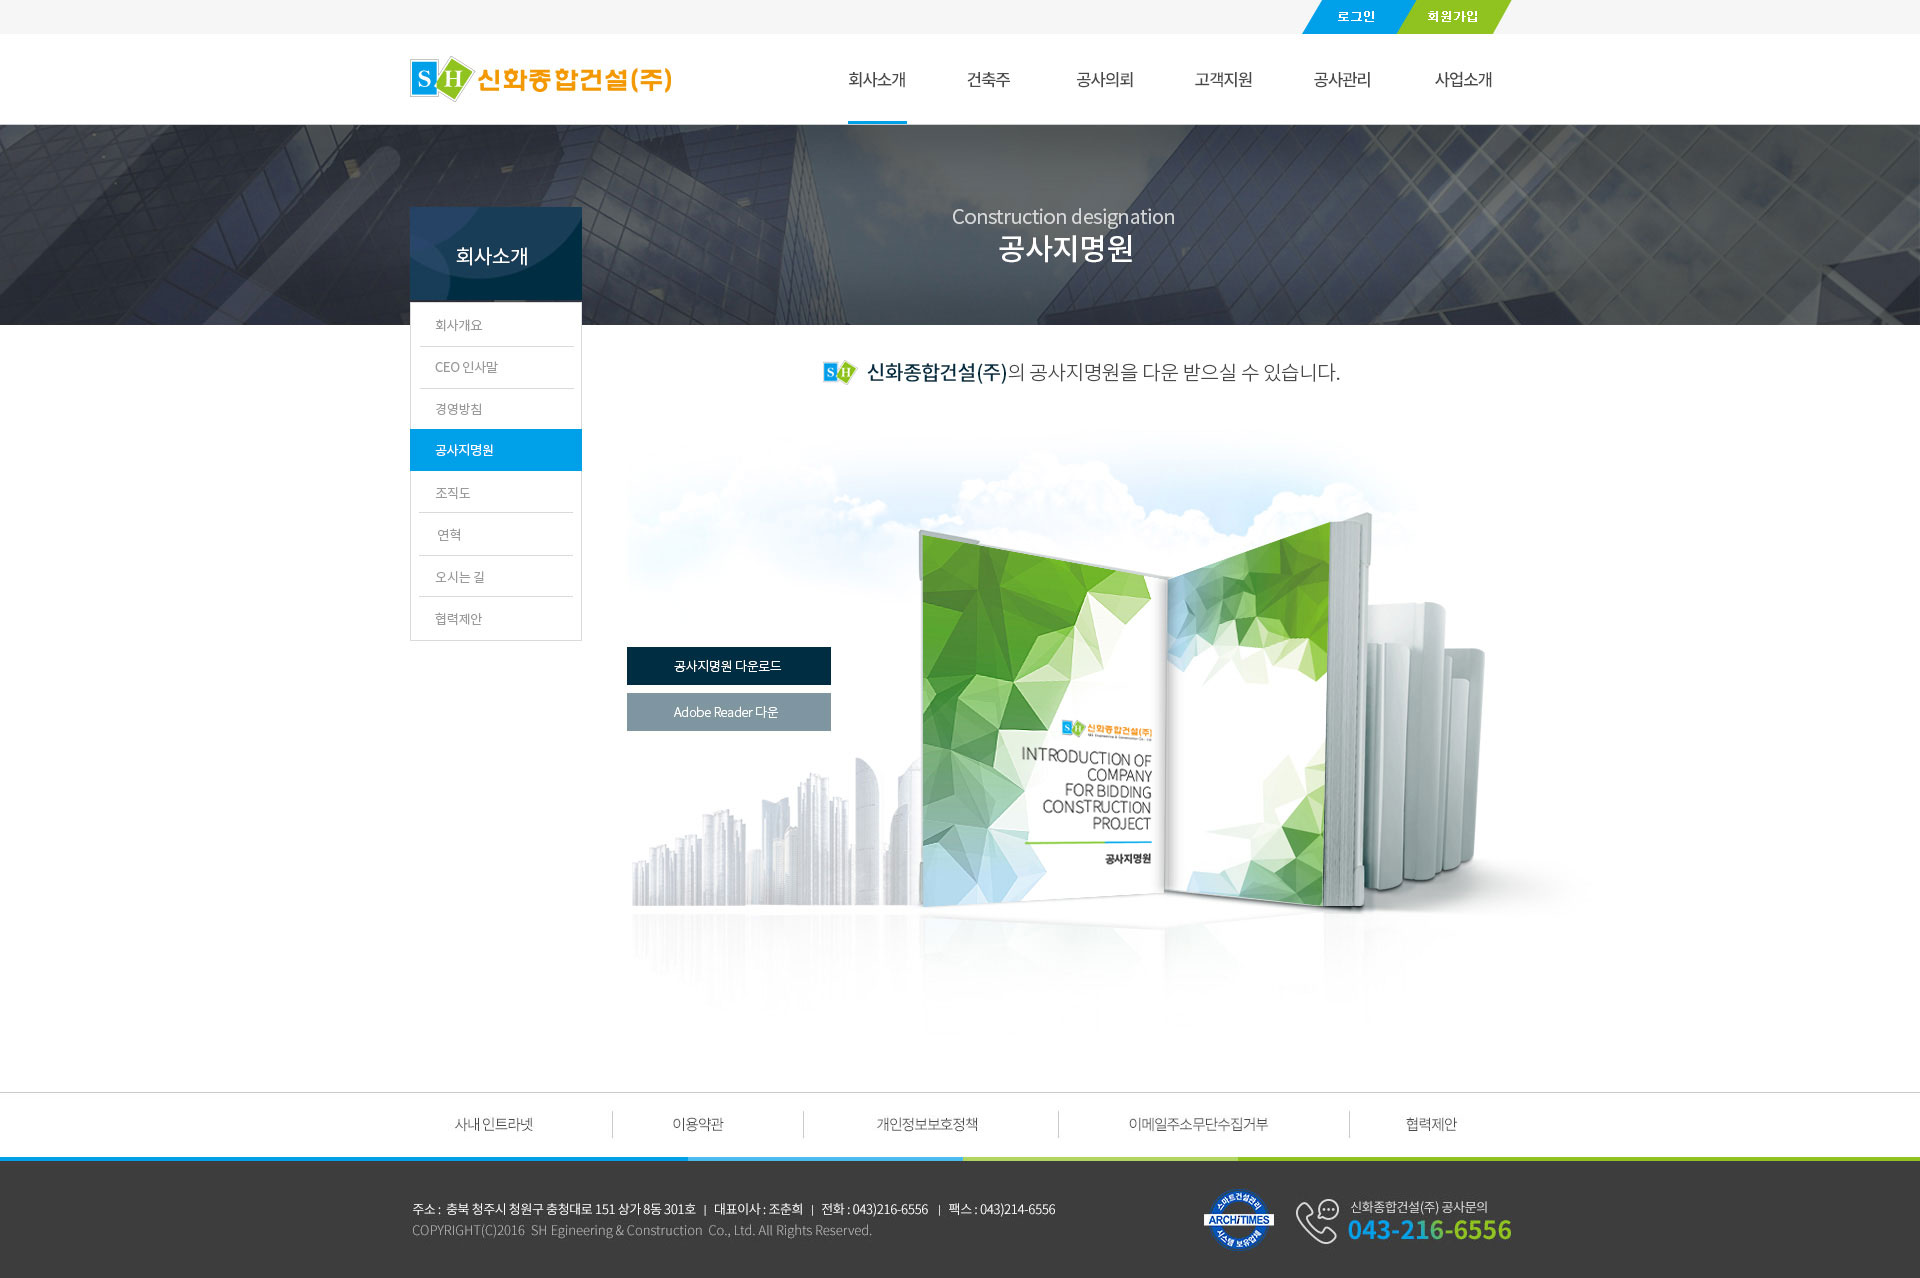 로그인
회원가입
SH 신화종합건설(주)
회사소개
건축주
공사의뢰
고객지원
공사관리
사업소개
Construction designation
공사지명원
회사소개
회사개요
CEO 인사말
경영방침
공사지명원
조직도
연혁
오시는 길
협력제안
SH 신화종합건설(주)의 공사지명원을 다운 받으실 수 있습니다.
공사지명원 다운로드
Adobe Reader 다운
SH 신화종합건설(주)
INTRODUCTION OF
COMPANY
FOR BIDDING
CONSTRUCTION
PROJECT
공사지명원
사내 인트라넷
이용약관
개인정보보호정책
이메일주소무단수집거부
협력제안
주소 : 충북 청주시 청원구 충청대로 151 상가 8동 301호 | 대표이사 : 조춘희 | 전화 : 043)216-6556 | 팩스 : 043)214-6556
COPYRIGHT(C)2016 SH Egineering & Construction Co., Ltd. All Rights Reserved.
스마트건설관리
ARCHITIMES
시스템 보유업체
신화종합건설(주) 공사문의
043-216-6556